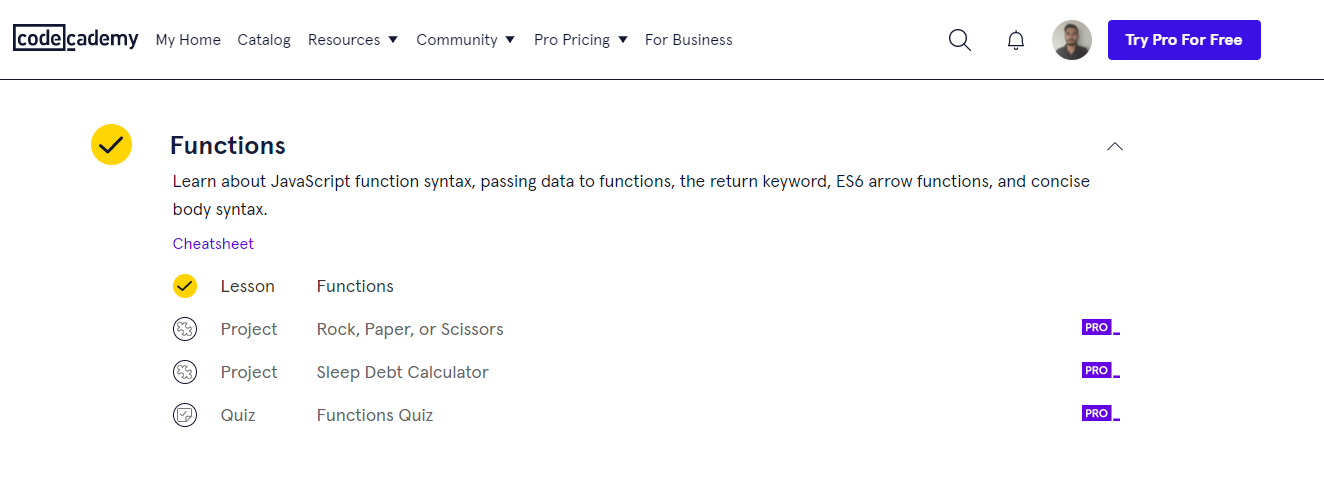 codecademy My Home Catalog Resources Community Pro Pricing For Business Try Pro For Free
Functions
Learn about JavaScript function syntax, passing data to functions, the return keyword, ES6 arrow functions, and concise
body syntax.
Cheatsheet
Lesson Functions
Project Rock, Paper, or Scissors PRO
Project Sleep Debt Calculator PRO
Quiz Functions Quiz PRO